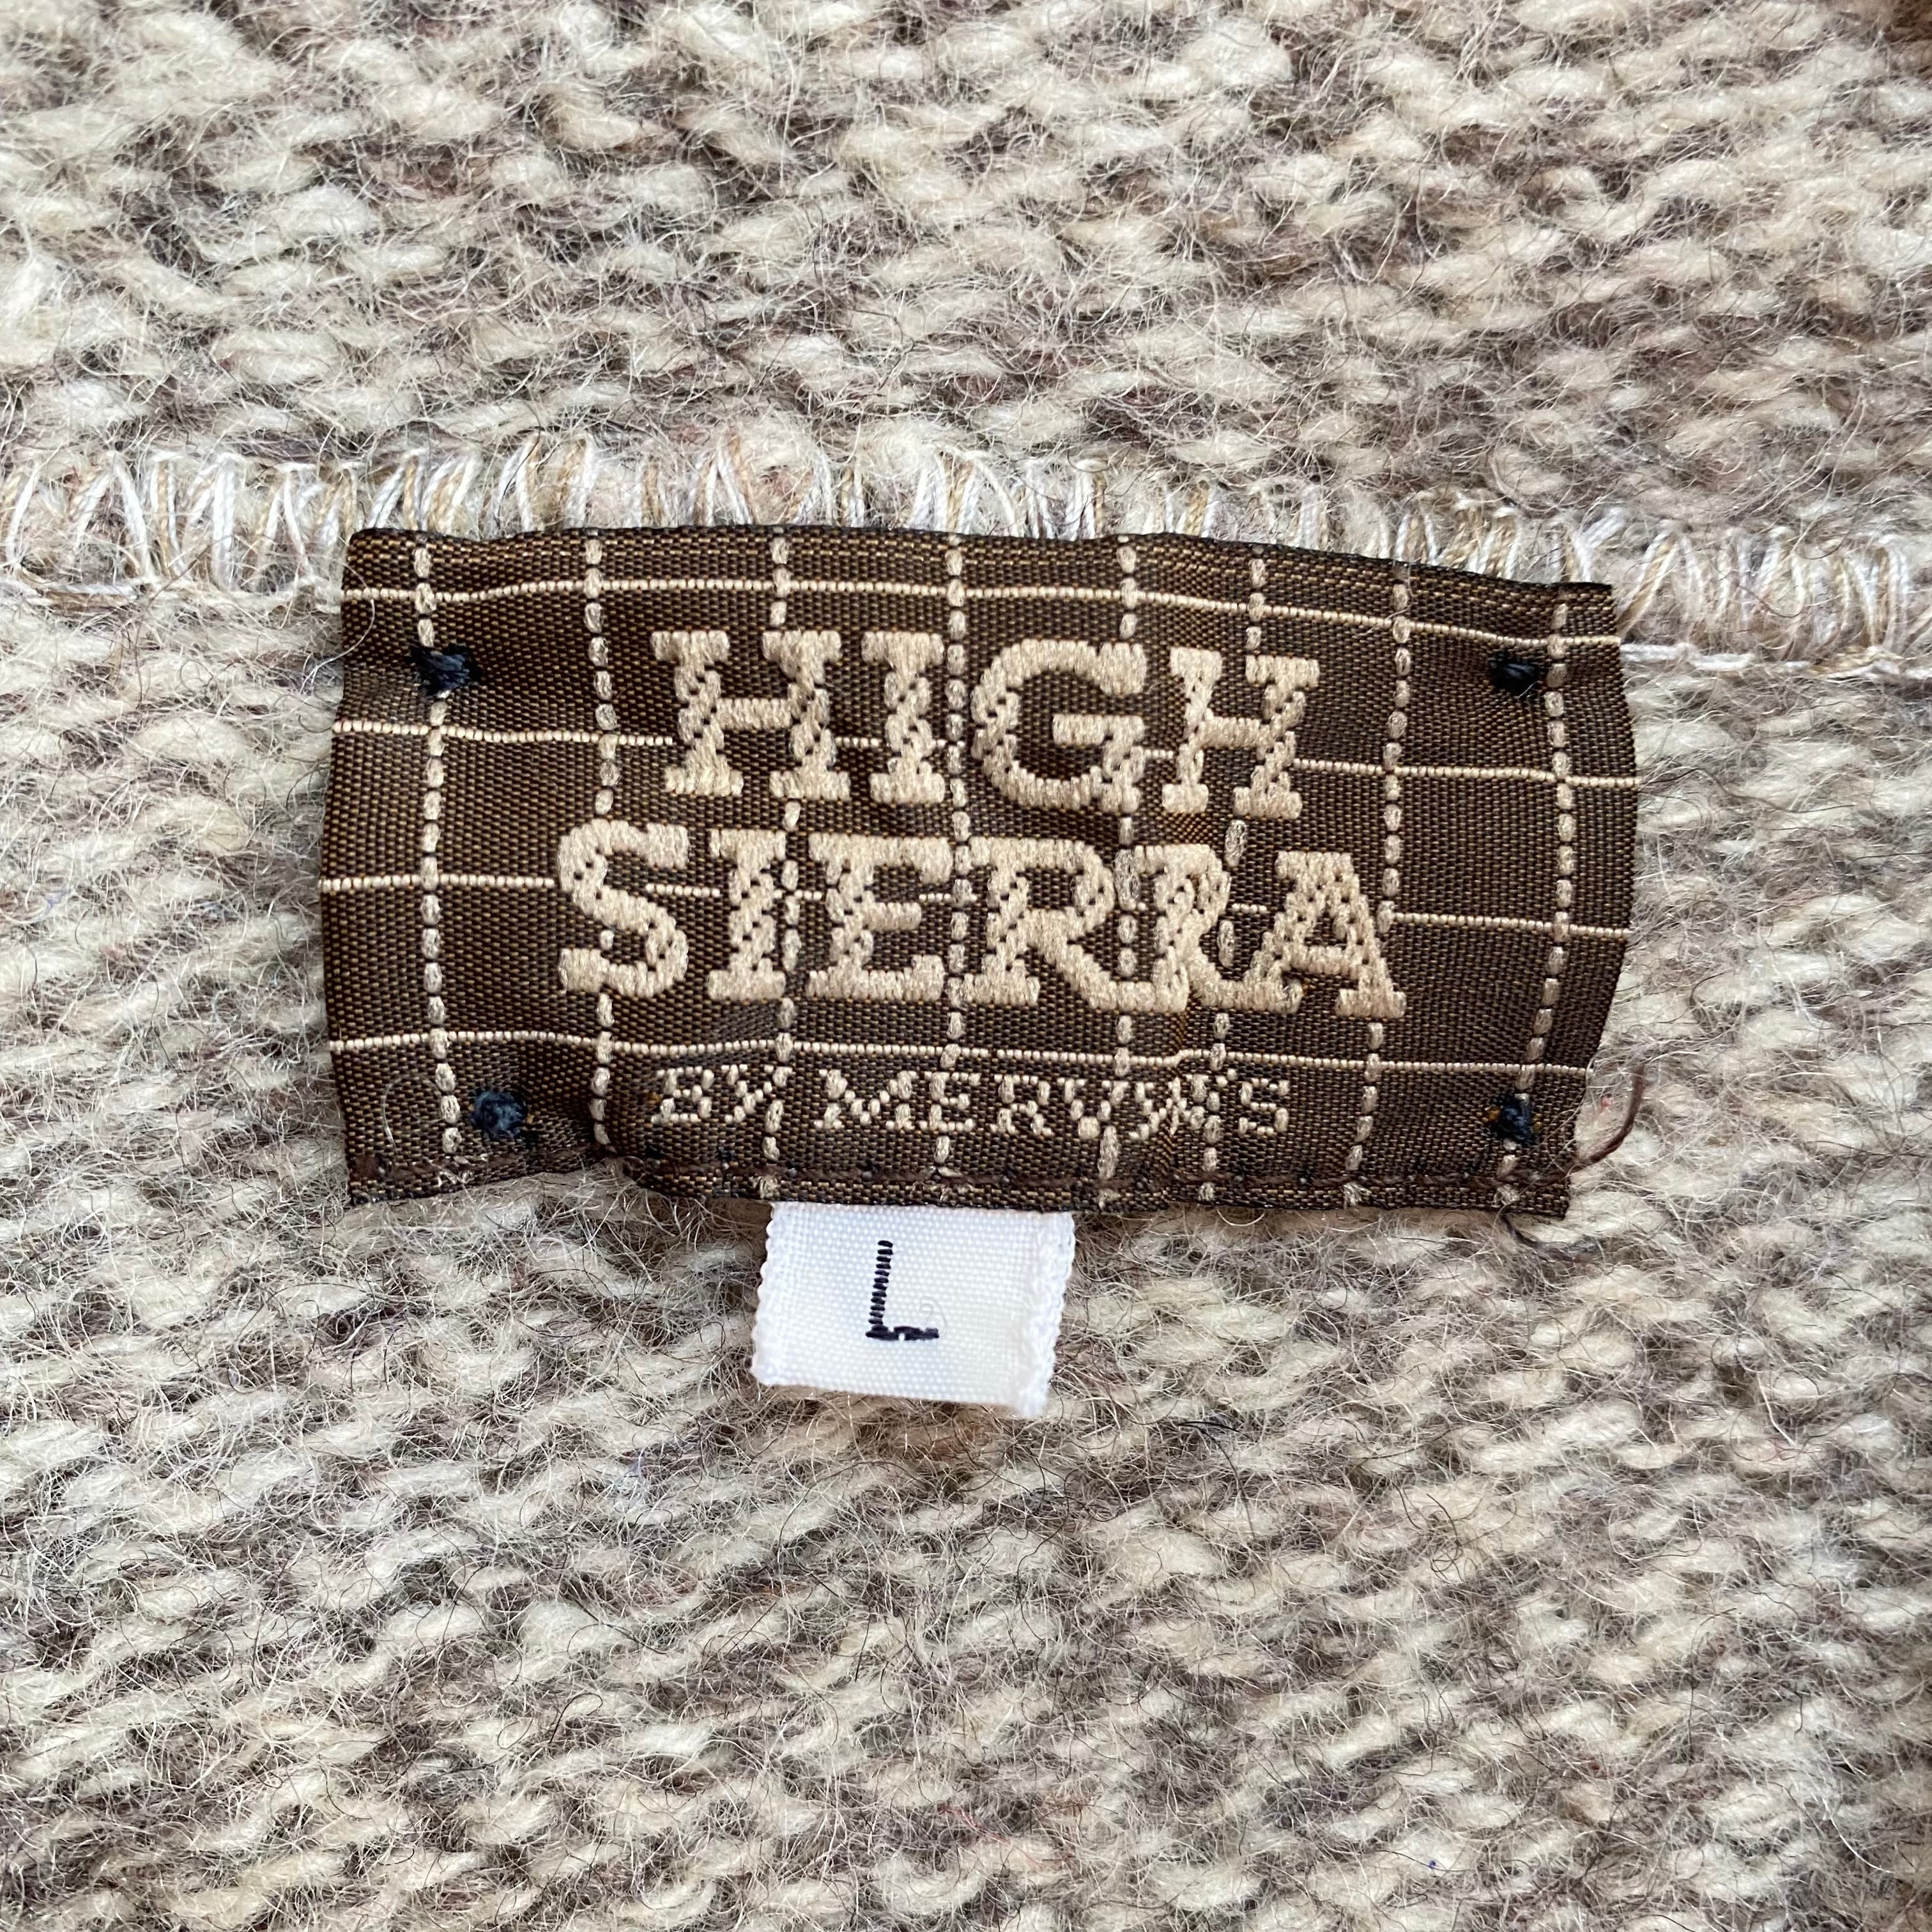 HIGH
SIERRA
BY MERVYN'S
L